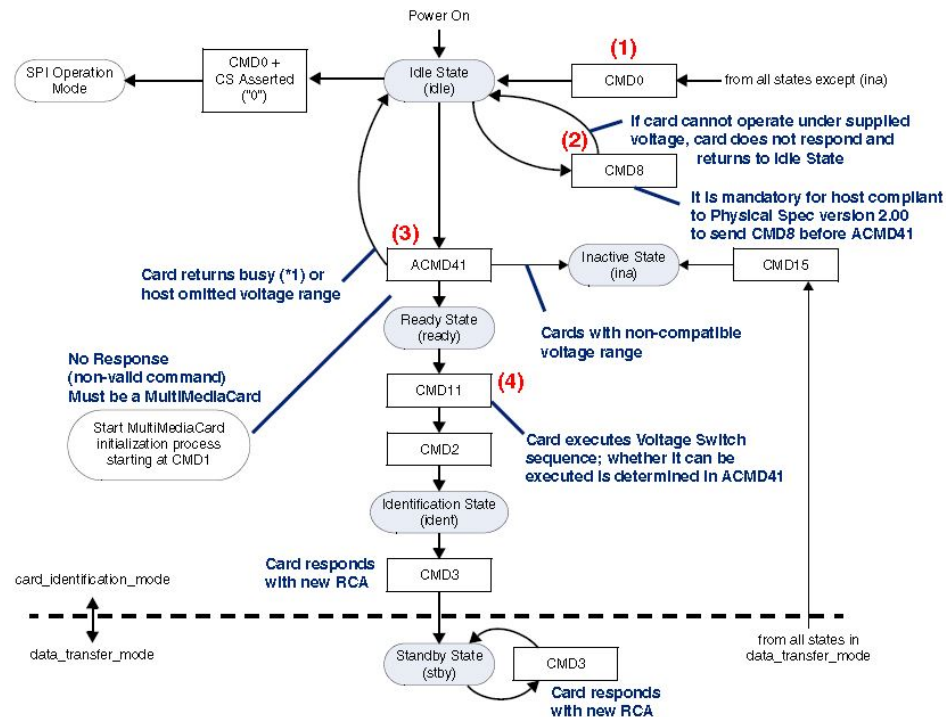 Power On
(1)
SPI Operation
Mode
CMD0 +
CS Asserted
("0")
Idle State
(idle)
CMD0
from all states except (ina)
(2)
If card cannot operate under supplied
voltage, card does not respond and
returns to Idle State
CMD8
It is mandatory for host compliant
to Physical Spec version 2.00
to send CMD8 before ACMD41
(3)
ACMD41
Inactive State
(ina)
CMD15
Card returns busy (*1) or
host omitted voltage range
Ready State
(ready)
Cards with non-compatible
voltage range
No Response
(non-valid command)
Must be a MultiMediaCard
CMD11
(4)
Start MultiMediaCard
initialization process
starting at CMD1
CMD2
Card executes Voltage Switch
sequence; whether it can be
executed is determined in ACMD41
Identification State
(ident)
Card responds
with new RCA
CMD3
card_identification_mode
data_transfer_mode
from all states in
data_transfer_mode
Standby State
(stby)
CMD3
Card responds
with new RCA